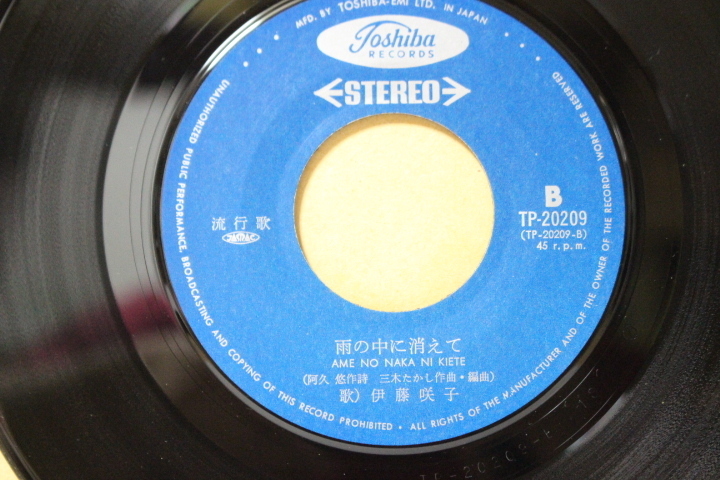 MFD. BY TOSHIBA-EMI LTD. IN JAPAN
Toshiba
RECORDS
STEREO
流行歌
B
TP-20209
(TP-20209-B)
45 r.p.m.
雨の中に消えて
AME NO NAKA NI KIETE
(阿久 悠作詩 三木たかし作曲・編曲)
歌) 伊藤咲子
UNAUTHORIZED PUBLIC PERFORMANCE, BROADCASTING AND COPYING OF THIS RECORD PROHIBITED • ALL RIGHTS OF THE MANUFACTURER AND OF THE OWNER OF THE RECORDED WORK ARE RESERVED